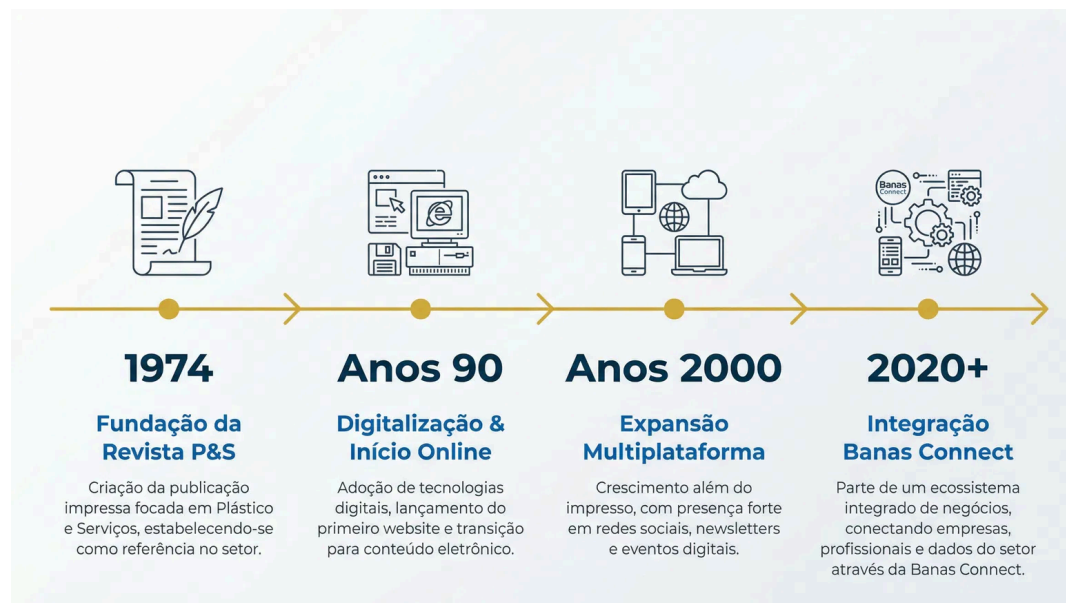 Banas
Connect
1974
Fundação da
Revista P&S
Criação da publicação
impressa focada em Plástico
e Serviços, estabelecendo-se
como referência no setor.
Anos 90
Digitalização &
Início Online
Adoção de tecnologias
digitais, lançamento do
primeiro website e transição
para conteúdo eletrônico.
Anos 2000
Expansão
Multiplataforma
Crescimento além do
impresso, com presença forte
em redes sociais, newsletters
e eventos digitais.
2020+
Integração
Banas Connect
Parte de um ecossistema
integrado de negócios,
conectando empresas,
profissionais e dados do setor
através da Banas Connect.